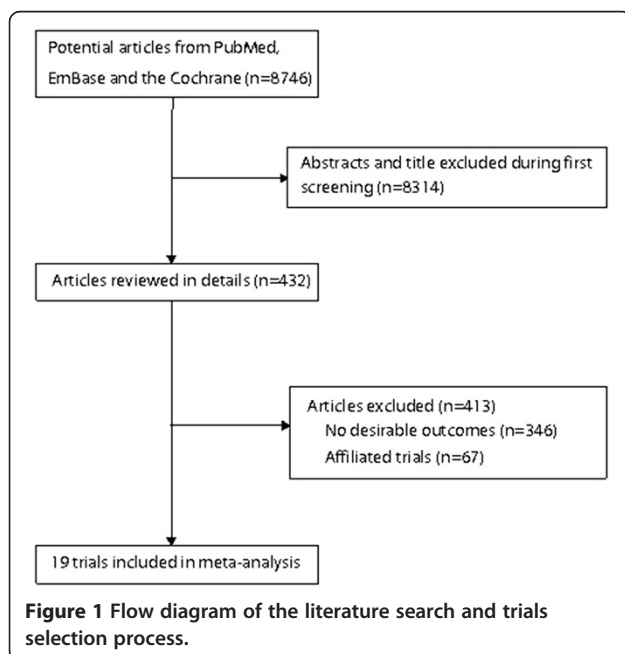 Potential articles from PubMed,
EmBase and the Cochrane (n=8746)
Abstracts and title excluded during first
screening (n=8314)
Articles reviewed in details (n=432)
Articles excluded (n=413)
No desirable outcomes (n=346)
Affiliated trials (n=67)
19 trials included in meta-analysis
Figure 1 Flow diagram of the literature search and trials
selection process.